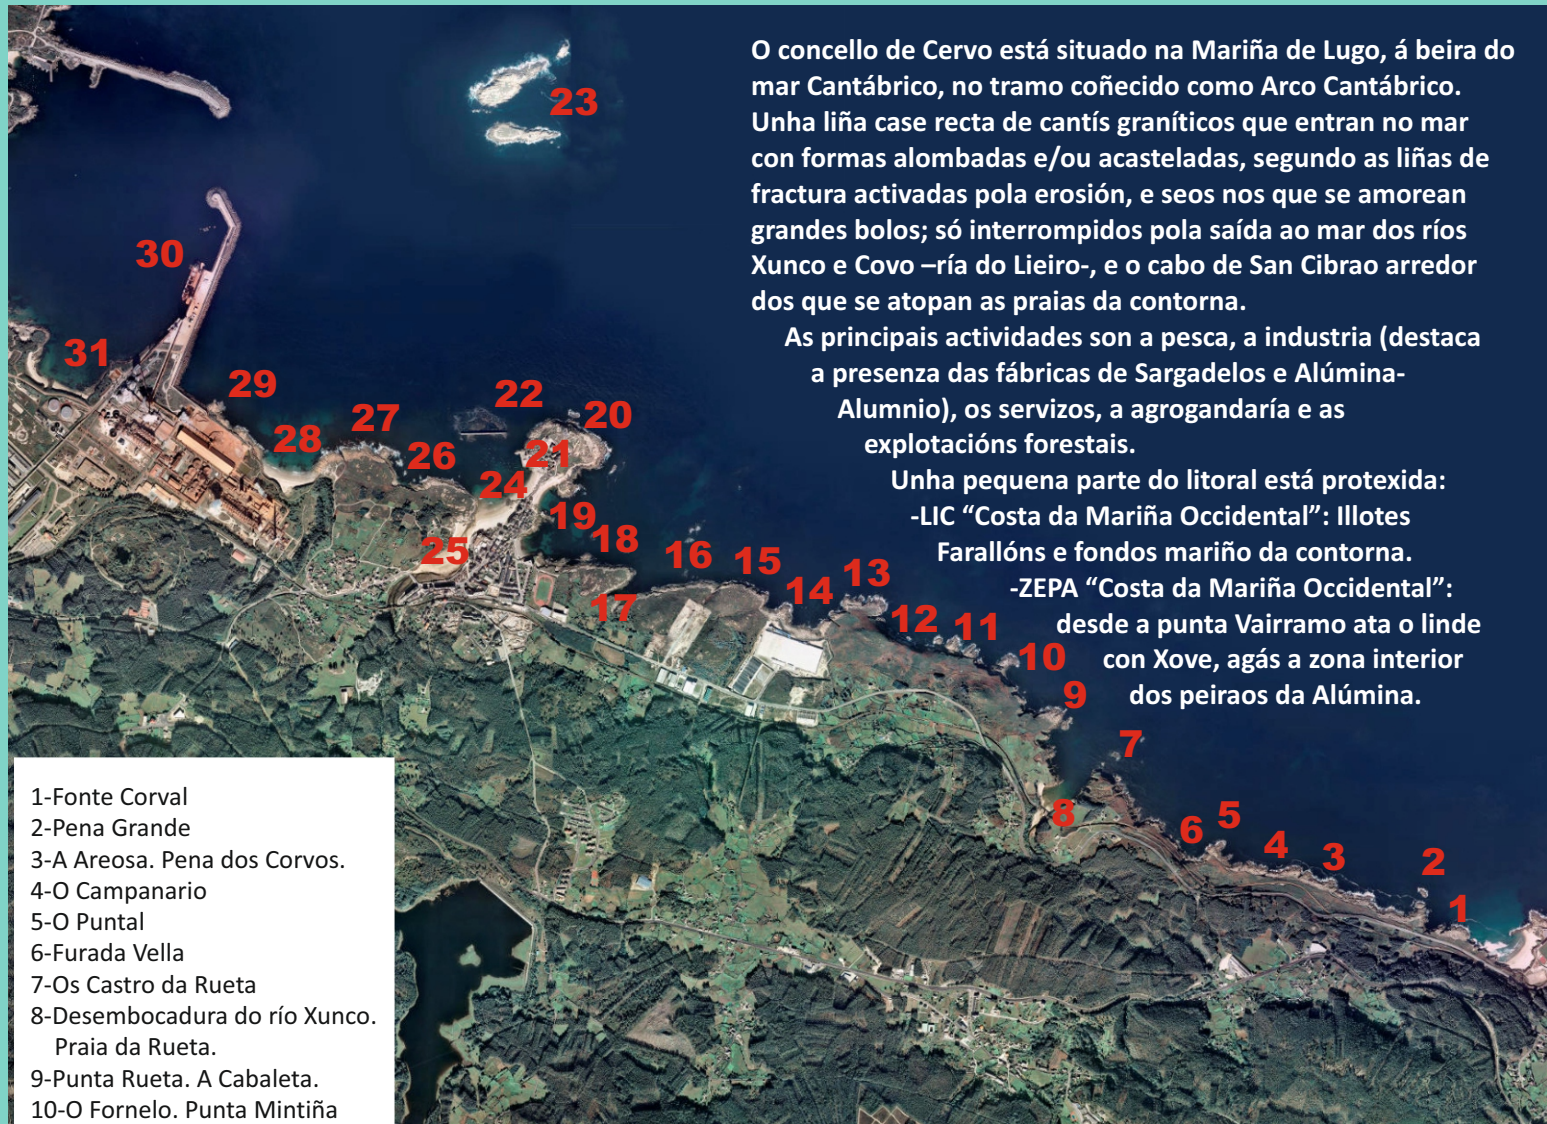 O concello de Cervo está situado na Mariña de Lugo, á beira do
mar Cantábrico, no tramo coñecido como Arco Cantábrico.
Unha liña case recta de cantís graníticos que entran no mar
con formas alombadas e/ou acasteladas, segundo as liñas de
fractura activadas pola erosión, e seos nos que se amorean
grandes bolos; só interrompidos pola saída ao mar dos ríos
Xunco e Covo –ría do Lieiro-, e o cabo de San Cibrao arredor
dos que se atopan as praias da contorna.
As principais actividades son a pesca, a industria (destaca
a presenza das fábricas de Sargadelos e Alúmina-
Alumnio), os servizos, a agrogandaría e as
explotacións forestais.
Unha pequena parte do litoral está protexida:
-LIC “Costa da Mariña Occidental”: Illotes
Farallóns e fondos mariño da contorna.
-ZEPA “Costa da Mariña Occidental”:
desde a punta Vairramo ata o linde
con Xove, agás a zona interior
dos peiraos da Alúmina.
23
30
31
29
28
27
26
22
20
21
24
25
19
18
17
16
15
14
13
12
11
10
9
7
8
6
5
4
3
2
1
1-Fonte Corval
2-Pena Grande
3-A Areosa. Pena dos Corvos.
4-O Campanario
5-O Puntal
6-Furada Vella
7-Os Castro da Rueta
8-Desembocadura do río Xunco.
Praia da Rueta.
9-Punta Rueta. A Cabaleta.
10-O Fornelo. Punta Mintiña